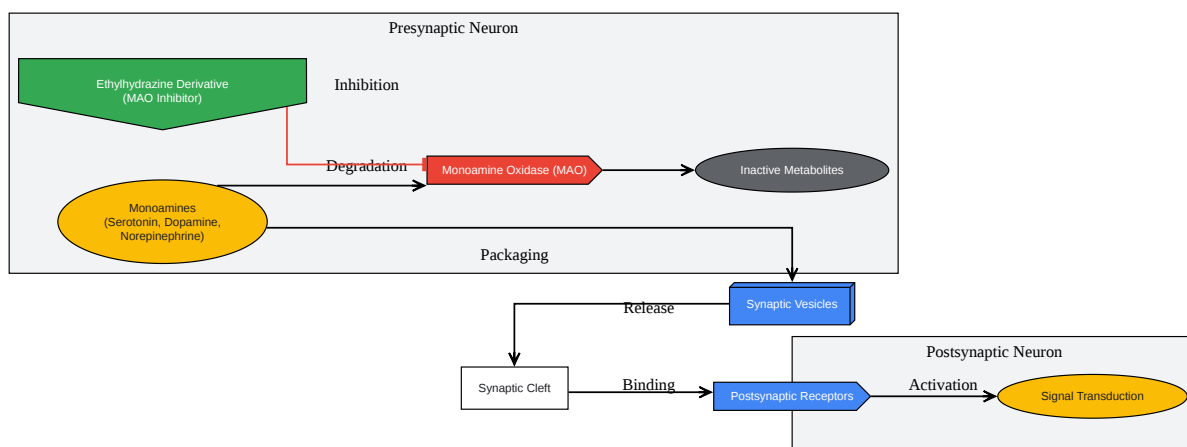 Presynaptic Neuron
Ethylhydrazine Derivative
(MAO Inhibitor)
Inhibition
Degradation
Monoamine Oxidase (MAO)
Inactive Metabolites
Monoamines
(Serotonin, Dopamine,
Norepinephrine)
Packaging
Synaptic Vesicles
Release
Postsynaptic Neuron
Synaptic Cleft
Binding
Postsynaptic Receptors
Activation
Signal Transduction